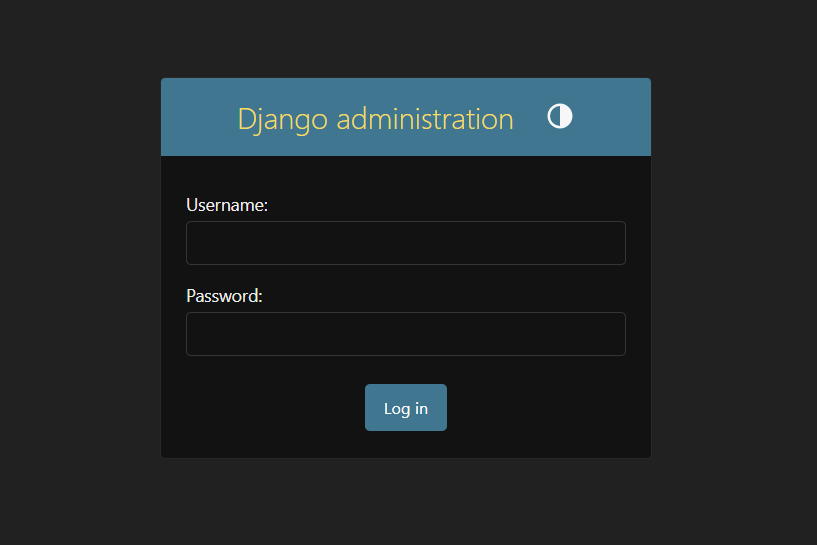 Django administration
Username:
Password:
Log in